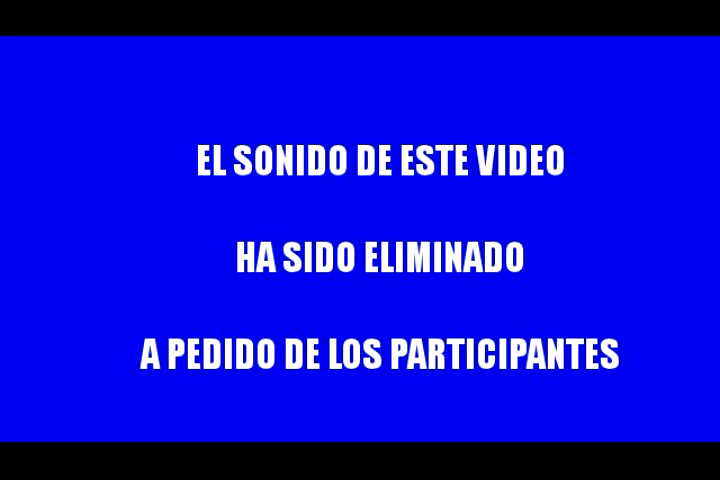 EL SONIDO DE ESTE VIDEO
HA SIDO ELIMINADO
A PEDIDO DE LOS PARTICIPANTES